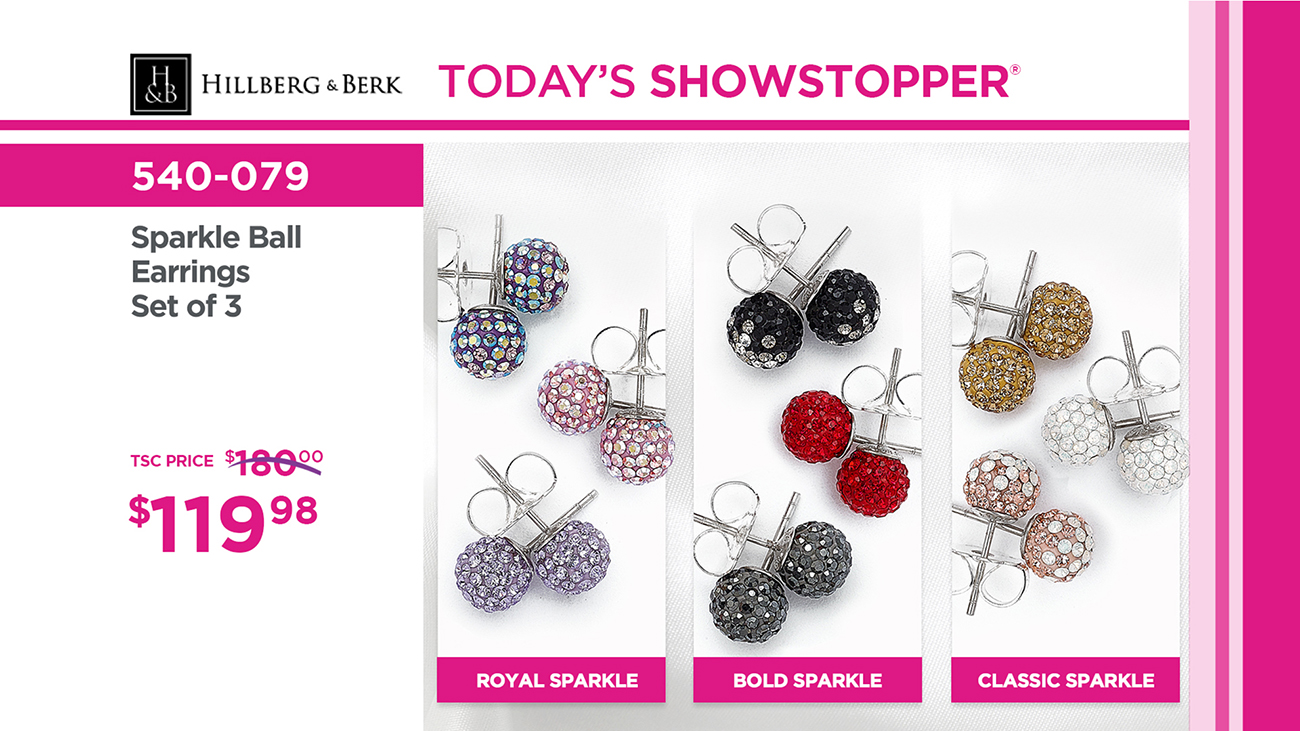 H
&B
HILLBERG & BERK
TODAY'S SHOWSTOPPER®
540-079
Sparkle Ball
Earrings
Set of 3
TSC PRICE $180.00
$119.98
ROYAL SPARKLE
BOLD SPARKLE
CLASSIC SPARKLE